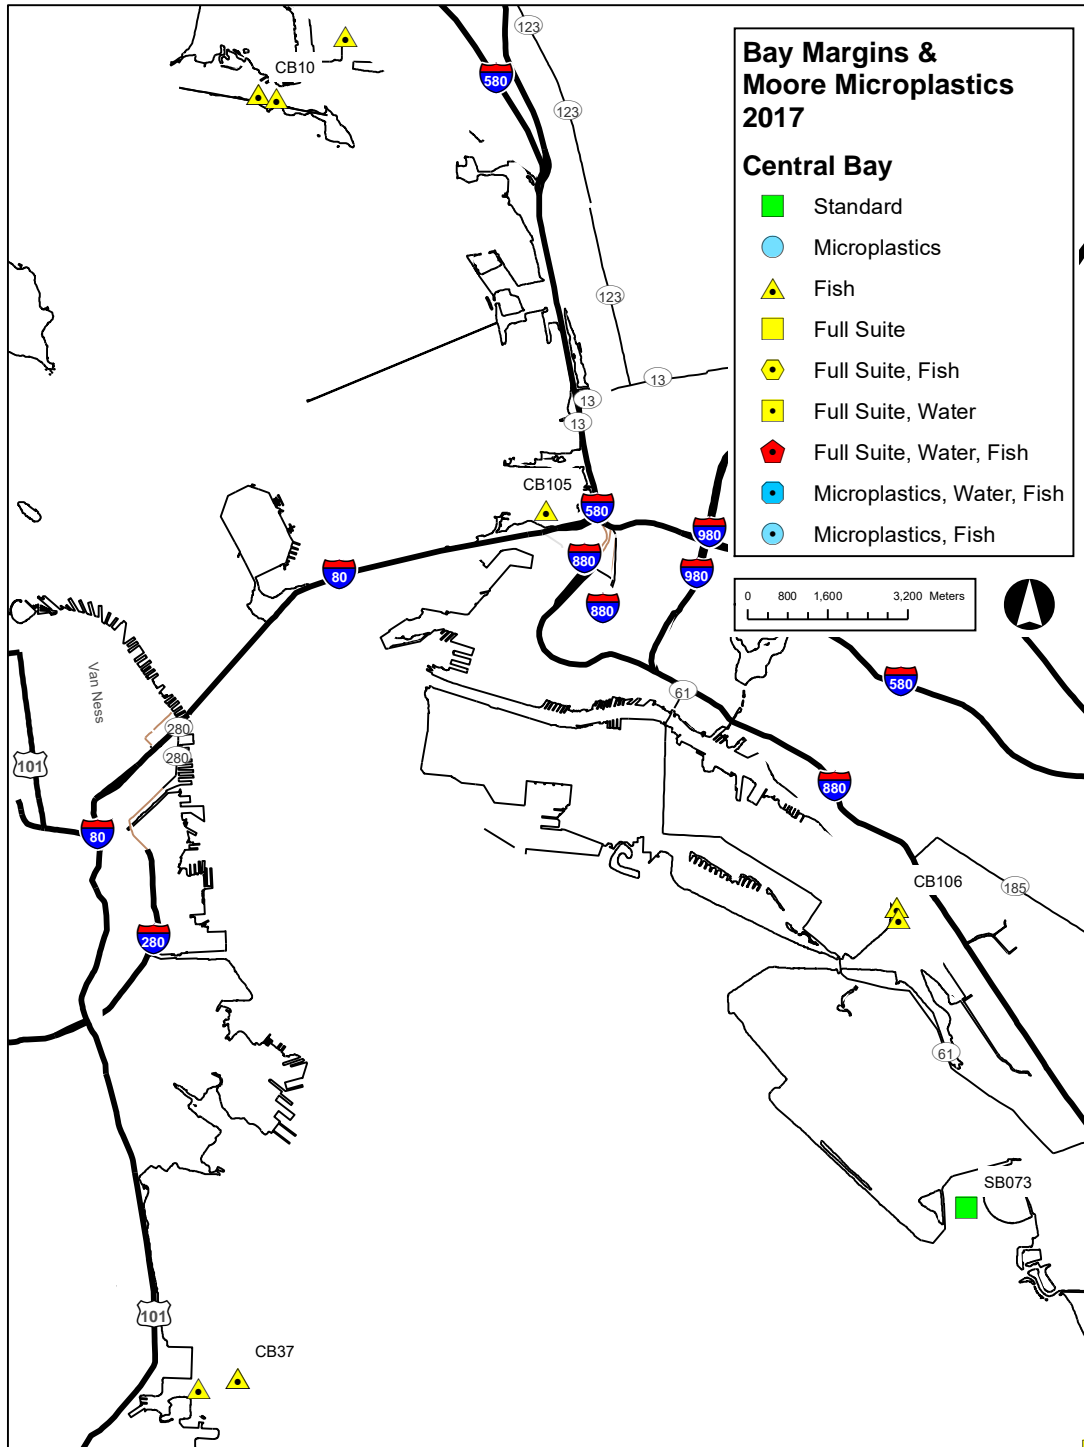 Bay Margins &
Moore Microplastics
2017
Central Bay
Standard
Microplastics
Fish
Full Suite
Full Suite, Fish
Full Suite, Water
Full Suite, Water, Fish
Microplastics, Water, Fish
Microplastics, Fish
0 800 1,600 3,200 Meters
123
CB10
580
123
123
13
13
13
CB105
580
980
880
80
980
880
Van Ness
61
580
280
280
101
880
80
CB106
185
280
61
SB073
101
CB37